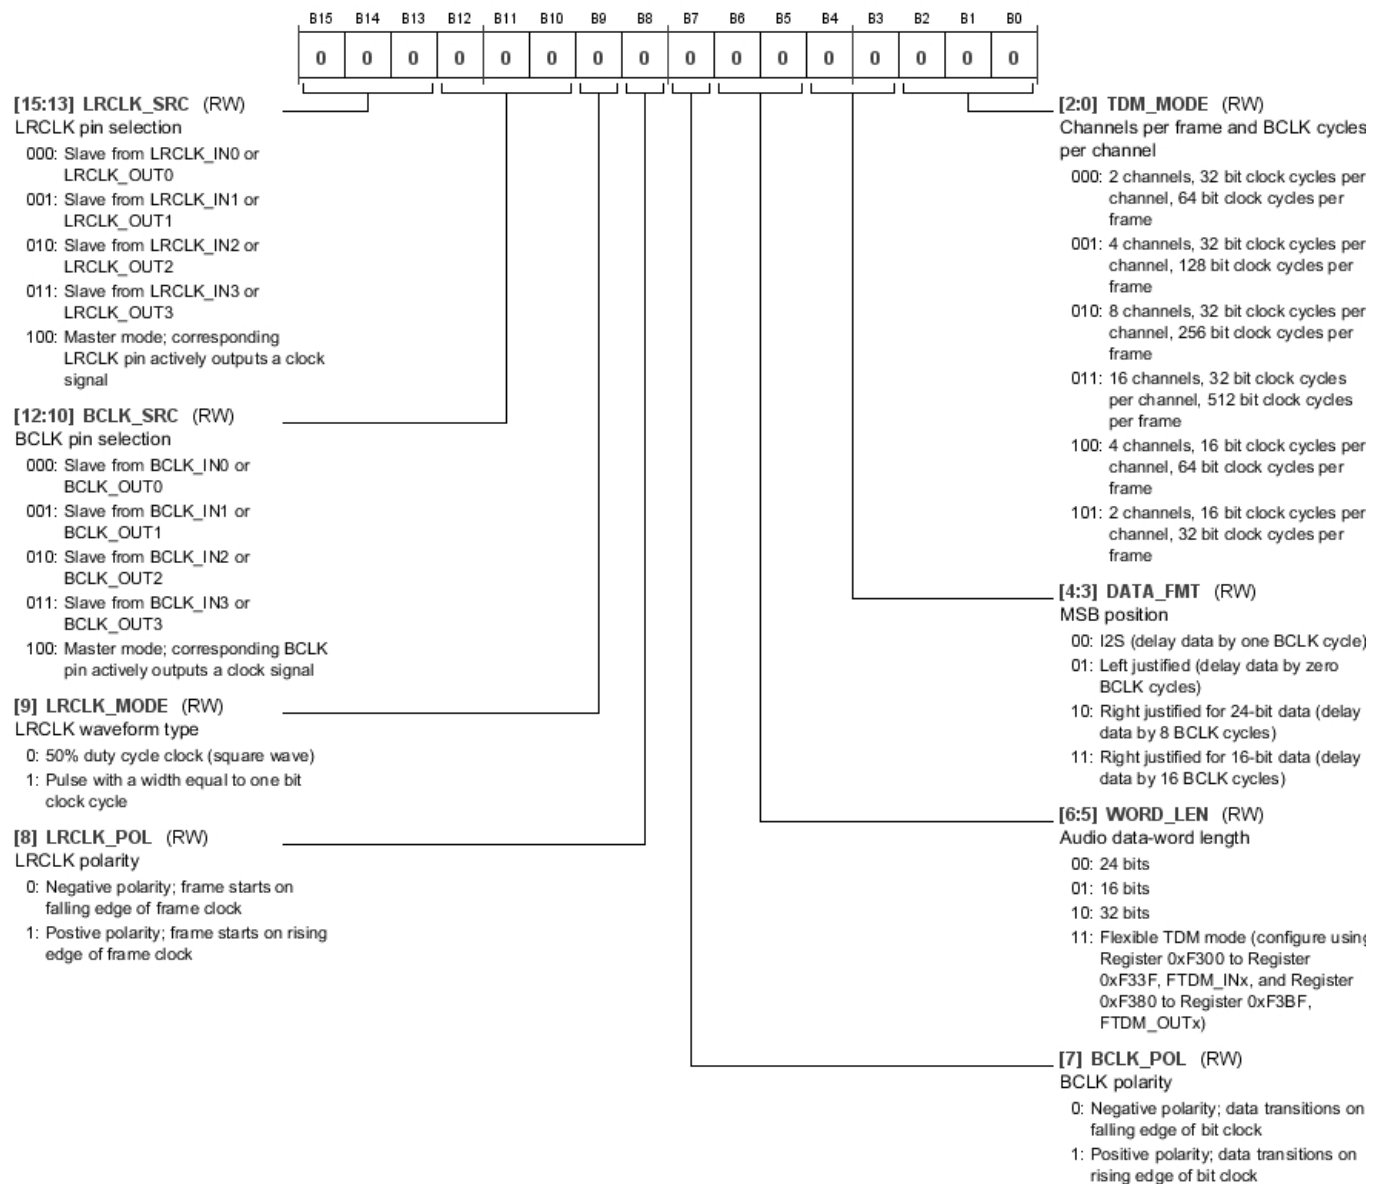 B15 B14 B13 B12 B11 B10 B9 B8 B7 B6 B5 B4 B3 B2 B1 B0
0 0 0 0 0 0 0 0 0 0 0 0 0 0 0 0
[15:13] LRCLK_SRC (RW)
LRCLK pin selection
000: Slave from LRCLK_IN0 or
LRCLK_OUT0
001: Slave from LRCLK_IN1 or
LRCLK_OUT1
010: Slave from LRCLK_IN2 or
LRCLK_OUT2
011: Slave from LRCLK_IN3 or
LRCLK_OUT3
100: Master mode; corresponding
LRCLK pin actively outputs a clock
signal
[12:10] BCLK_SRC (RW)
BCLK pin selection
000: Slave from BCLK_IN0 or
BCLK_OUT0
001: Slave from BCLK_IN1 or
BCLK_OUT1
010: Slave from BCLK_IN2 or
BCLK_OUT2
011: Slave from BCLK_IN3 or
BCLK_OUT3
100: Master mode; corresponding BCLK
pin actively outputs a clock signal
[9] LRCLK_MODE (RW)
LRCLK waveform type
0: 50% duty cycle clock (square wave)
1: Pulse with a width equal to one bit
clock cycle
[8] LRCLK_POL (RW)
LRCLK polarity
0: Negative polarity; frame starts on
falling edge of frame clock
1: Postive polarity; frame starts on rising
edge of frame clock
[2:0] TDM_MODE (RW)
Channels per frame and BCLK cycles
per channel
000: 2 channels, 32 bit clock cycles per
channel, 64 bit clock cycles per
frame
001: 4 channels, 32 bit clock cycles per
channel, 128 bit clock cycles per
frame
010: 8 channels, 32 bit clock cycles per
channel, 256 bit clock cycles per
frame
011: 16 channels, 32 bit clock cycles
per channel, 512 bit clock cycles
per frame
100: 4 channels, 16 bit clock cycles per
channel, 64 bit clock cycles per
frame
101: 2 channels, 16 bit clock cycles per
channel, 32 bit clock cycles per
frame
[4:3] DATA_FMT (RW)
MSB position
00: I2S (delay data by one BCLK cycle)
01: Left justified (delay data by zero
BCLK cycles)
10: Right justified for 24-bit data (delay
data by 8 BCLK cycles)
11: Right justified for 16-bit data (delay
data by 16 BCLK cycles)
[6:5] WORD_LEN (RW)
Audio data-word length
00: 24 bits
01: 16 bits
10: 32 bits
11: Flexible TDM mode (configure using
Register 0xF300 to Register
0xF33F, FTDM_INx, and Register
0xF380 to Register 0xF3BF,
FTDM_OUTx)
[7] BCLK_POL (RW)
BCLK polarity
0: Negative polarity; data transitions on
falling edge of bit clock
1: Positive polarity; data transitions on
rising edge of bit clock